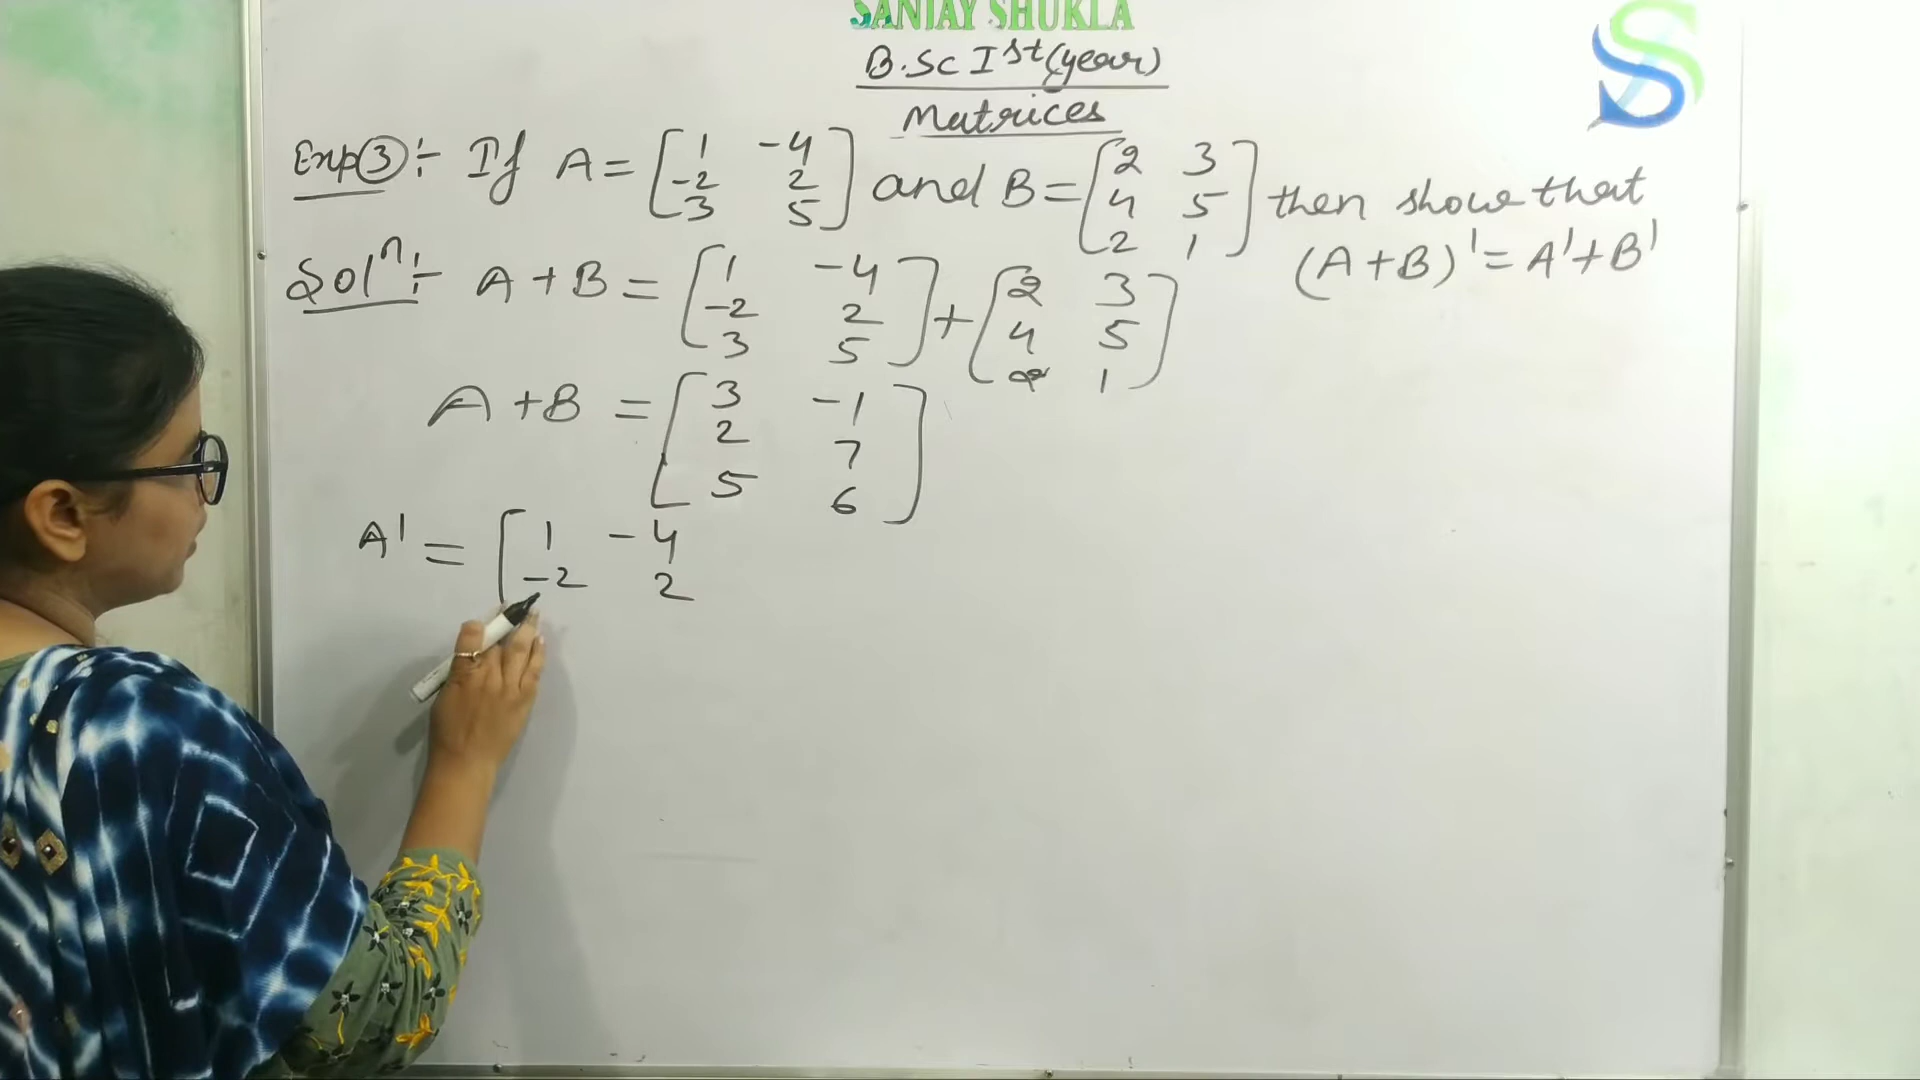 SANJAY SHUKLA
B.Sc Ist (year)
Matrices
Exp ③ :- If A = [1 -4
-2 2
3 5] and B = [2 3
4 5
2 1] then show that
(A+B)' = A'+B'
Solⁿ :- A + B = [1 -4
-2 2
3 5] + [2 3
4 5
2 1]
A + B = [3 -1
2 7
5 6]
A' = [1 -4
-2 2